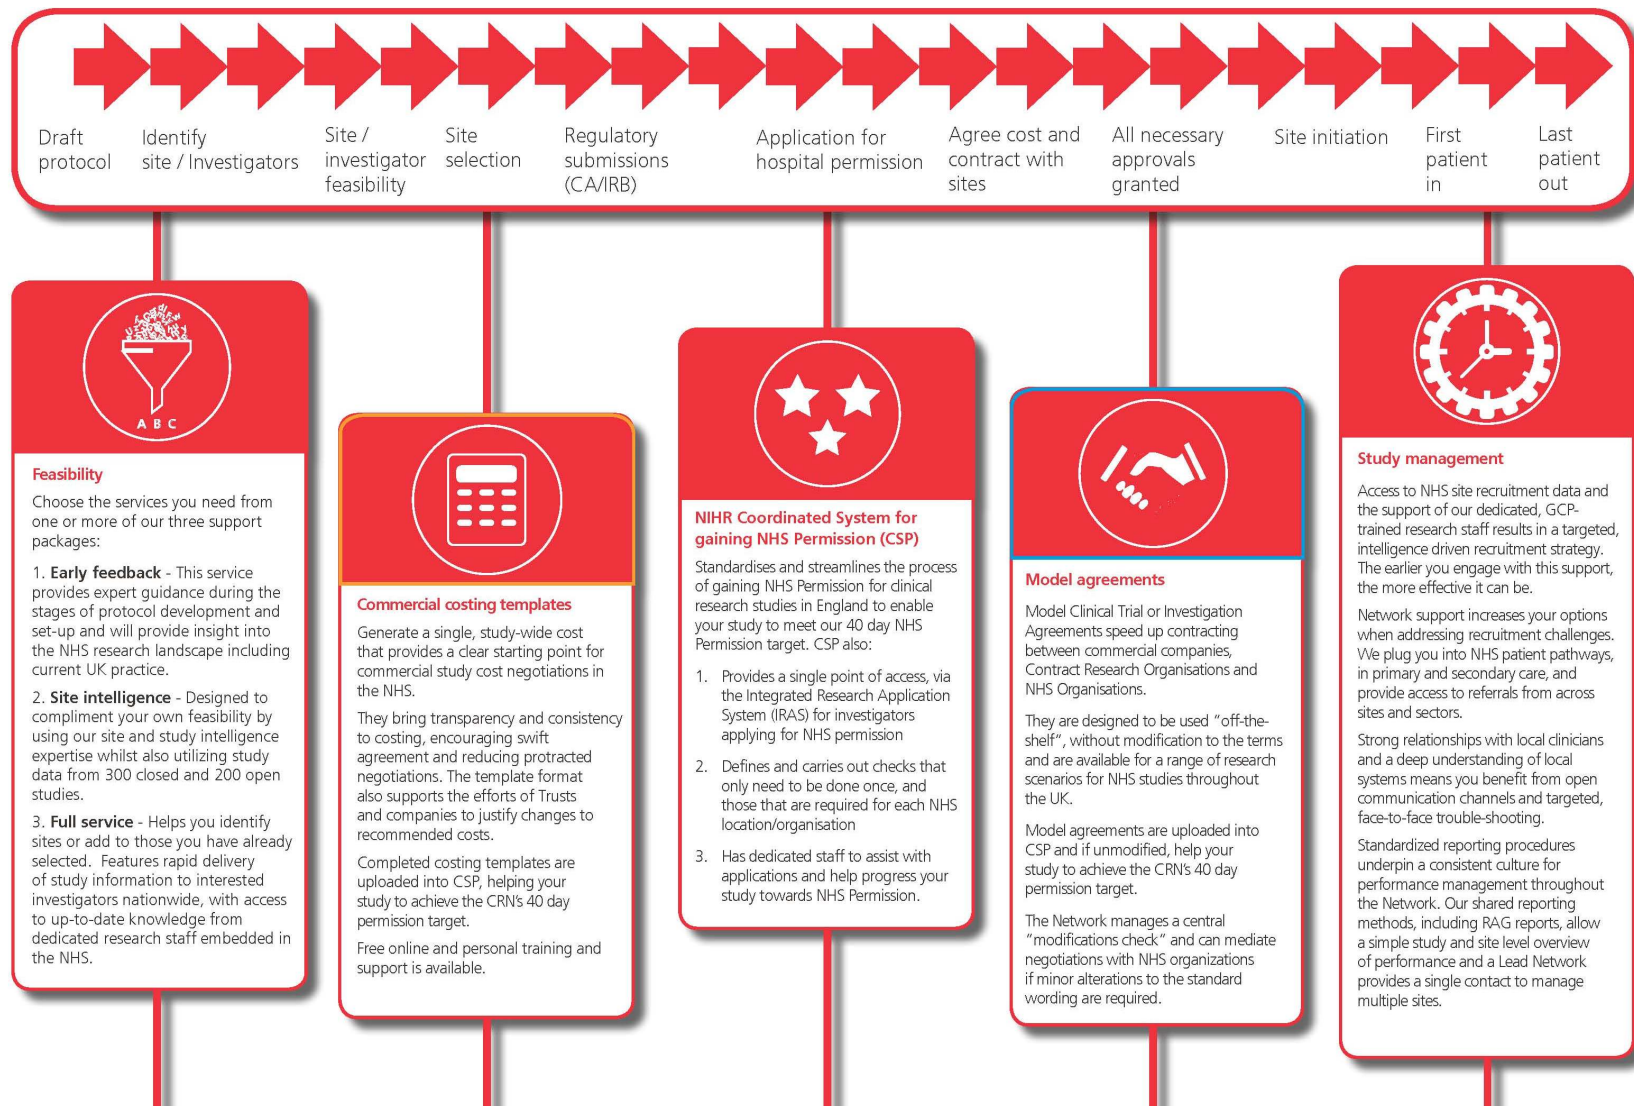 Draft
protocol
Identify
site / Investigators
Site /
investigator
feasibility
Site
selection
Regulatory
submissions
(CA/IRB)
Application for
hospital permission
Agree cost and
contract with
sites
All necessary
approvals
granted
Site initiation
First
patient
in
Last
patient
out
A B C
Feasibility
Choose the services you need from
one or more of our three support
packages:
1. Early feedback - This service
provides expert guidance during the
stages of protocol development and
set-up and will provide insight into
the NHS research landscape including
current UK practice.
2. Site intelligence - Designed to
compliment your own feasibility by
using our site and study intelligence
expertise whilst also utilizing study
data from 300 closed and 200 open
studies.
3. Full service - Helps you identify
sites or add to those you have already
selected. Features rapid delivery
of study information to interested
investigators nationwide, with access
to up-to-date knowledge from
dedicated research staff embedded in
the NHS.
Commercial costing templates
Generate a single, study-wide cost
that provides a clear starting point for
commercial study cost negotiations in
the NHS.
They bring transparency and consistency
to costing, encouraging swift
agreement and reducing protracted
negotiations. The template format
also supports the efforts of Trusts
and companies to justify changes to
recommended costs.
Completed costing templates are
uploaded into CSP, helping your
study to achieve the CRN's 40 day
permission target.
Free online and personal training and
support is available.
NIHR Coordinated System for
gaining NHS Permission (CSP)
Standardises and streamlines the process
of gaining NHS Permission for clinical
research studies in England to enable
your study to meet our 40 day NHS
Permission target. CSP also:
1. Provides a single point of access, via
the Integrated Research Application
System (IRAS) for investigators
applying for NHS permission
2. Defines and carries out checks that
only need to be done once, and
those that are required for each NHS
location/organisation
3. Has dedicated staff to assist with
applications and help progress your
study towards NHS Permission.
Model agreements
Model Clinical Trial or Investigation
Agreements speed up contracting
between commercial companies,
Contract Research Organisations and
NHS Organisations.
They are designed to be used "off-the-
shelf", without modification to the terms
and are available for a range of research
scenarios for NHS studies throughout
the UK.
Model agreements are uploaded into
CSP and if unmodified, help your
study to achieve the CRN's 40 day
permission target.
The Network manages a central
"modifications check" and can mediate
negotiations with NHS organizations
if minor alterations to the standard
wording are required.
Study management
Access to NHS site recruitment data and
the support of our dedicated, GCP-
trained research staff results in a targeted,
intelligence driven recruitment strategy.
The earlier you engage with this support,
the more effective it can be.
Network support increases your options
when addressing recruitment challenges.
We plug you into NHS patient pathways,
in primary and secondary care, and
provide access to referrals from across
sites and sectors.
Strong relationships with local clinicians
and a deep understanding of local
systems means you benefit from open
communication channels and targeted,
face-to-face trouble-shooting.
Standardized reporting procedures
underpin a consistent culture for
performance management throughout
the Network. Our shared reporting
methods, including RAG reports, allow
a simple study and site level overview
of performance and a Lead Network
provides a single contact to manage
multiple sites.